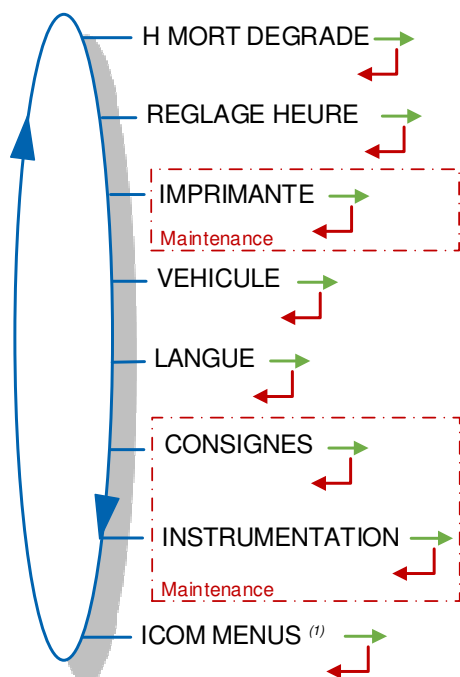 H MORT DEGRADE
REGLAGE HEURE
IMPRIMANTE
Maintenance
VEHICULE
LANGUE
CONSIGNES
INSTRUMENTATION
Maintenance
ICOM MENUS (1)